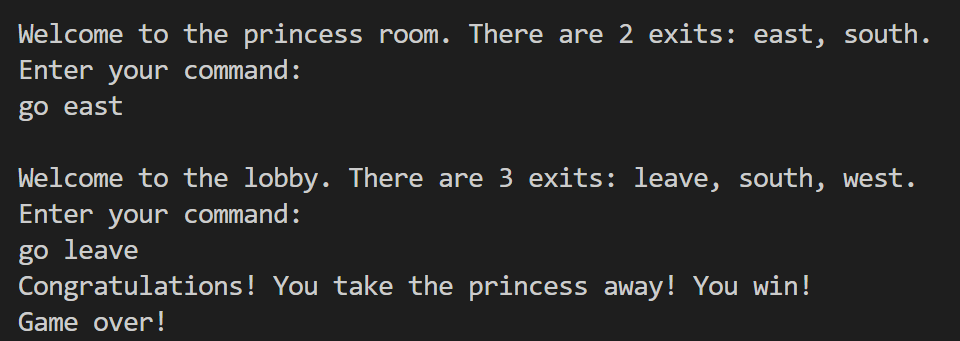 Welcome to the princess room. There are 2 exits: east, south.
Enter your command:
go east
Welcome to the lobby. There are 3 exits: leave, south, west.
Enter your command:
go leave
Congratulations! You take the princess away! You win!
Game over!